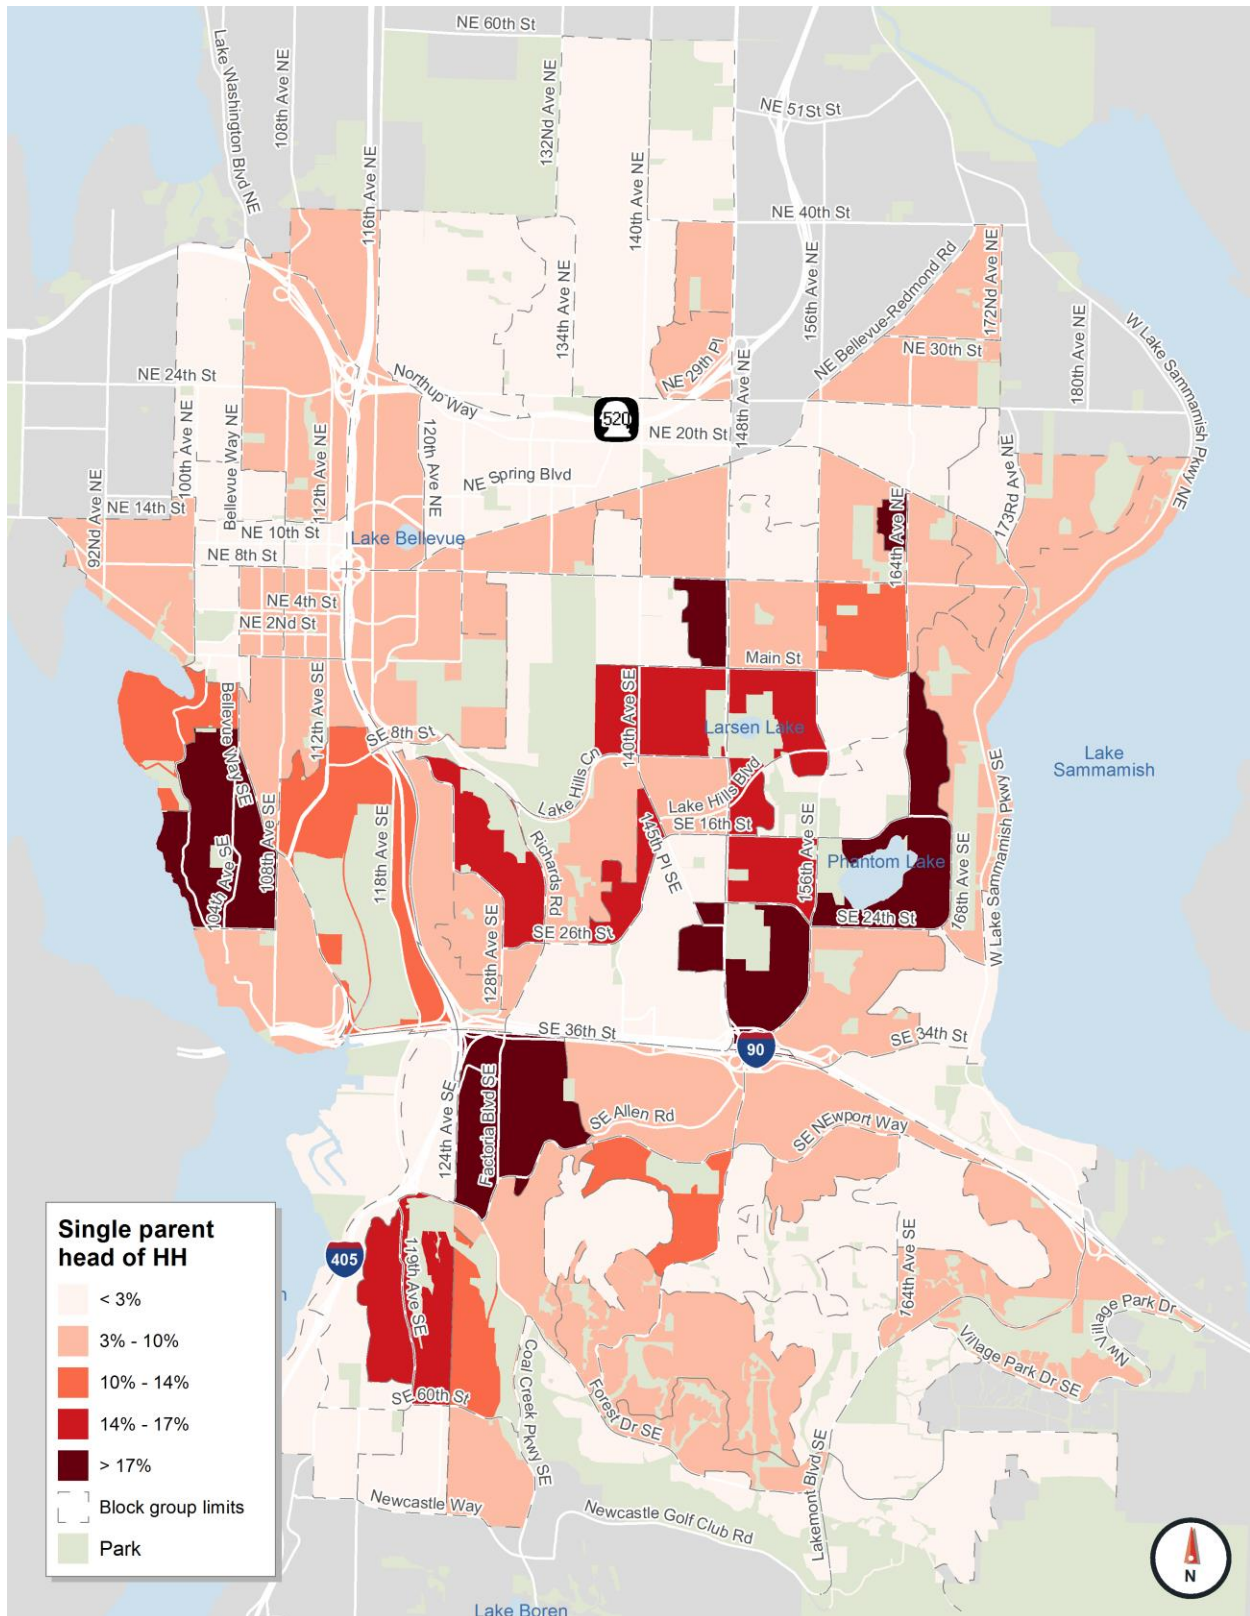 NE 60th St
Lake Washington Blvd NE
108th Ave NE
116th Ave NE
132Nd Ave NE
140th Ave NE
NE 51St St
NE 40th St
134th Ave NE
156th Ave NE
NE Bellevue-Redmond Rd
172Nd Ave NE
W Lake Sammamish Pkwy NE
180th Ave NE
NE 30th St
NE 29th Pl
148th Ave NE
NE 24th St
Northup Way
520
NE 20th St
100th Ave NE
Bellevue Way NE
112th Ave NE
120th Ave NE
NE Spring Blvd
173Rd Ave NE
92Nd Ave NE
NE 14th St
NE 10th St
Lake Bellevue
164th Ave NE
NE 8th St
NE 4th St
NE 2Nd St
Main St
Bellevue Way SE
112th Ave SE
SE 8th St
140th Ave SE
Larsen Lake
Lake Hills Cn
Lake Hills Blvd
Lake
Sammamish
W Lake Sammamish Pkwy SE
SE 16th St
145th Pl SE
104th Ave SE
108th Ave SE
118th Ave SE
Richards Rd
156th Ave SE
Phantom Lake
168th Ave SE
SE 24th St
SE 26th St
128th Ave SE
SE 36th St
90
SE 34th St
124th Ave SE
Factoria Blvd SE
SE Allen Rd
SE NEwport Way
Single parent
head of HH
< 3%
3% - 10%
10% - 14%
14% - 17%
> 17%
Block group limits
Park
405
119th Ave SE
164th Ave SE
NW Village Park Dr
Village Park Dr SE
SE 60th St
Coal Creek Pkwy SE
Forest Dr SE
Lakemont Blvd SE
Newcastle Way
Newcastle Golf Club Rd
N
Lake Boren